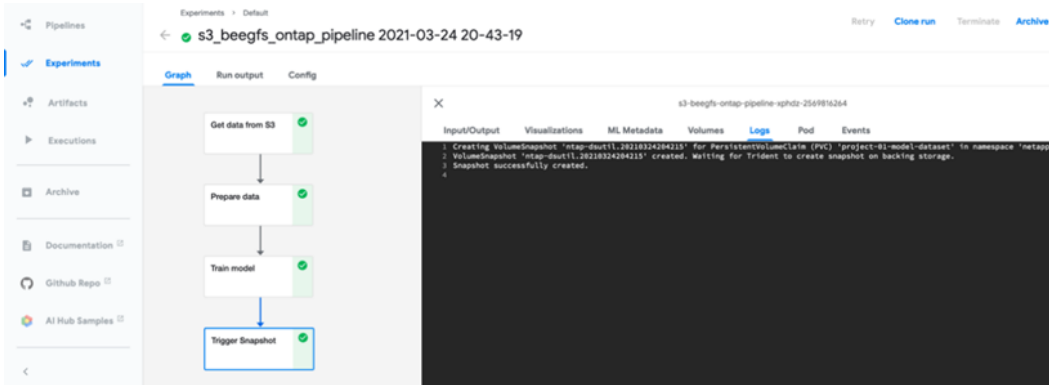 Pipelines
Experiments
Artifacts
Executions
Archive
Documentation
Github Repo
AI Hub Samples
Experiments > Default
s3_beegfs_ontap_pipeline 2021-03-24 20-43-19
Retry Clone run Terminate Archive
Graph Run output Config
Get data from S3
Prepare data
Train model
Trigger Snapshot
s3-beegfs-ontap-pipeline-xphdz-2569816264
Input/Output Visualizations ML Metadata Volumes Logs Pod Events
1 Creating VolumeSnapshot 'ntap-dsutil.20210324204215' for PersistentVolumeClaim (PVC) 'project-01-model-dataset' in namespace 'netapp
2 VolumeSnapshot 'ntap-dsutil.20210324204215' created. Waiting for Trident to create snapshot on backing storage.
3 Snapshot successfully created.
4